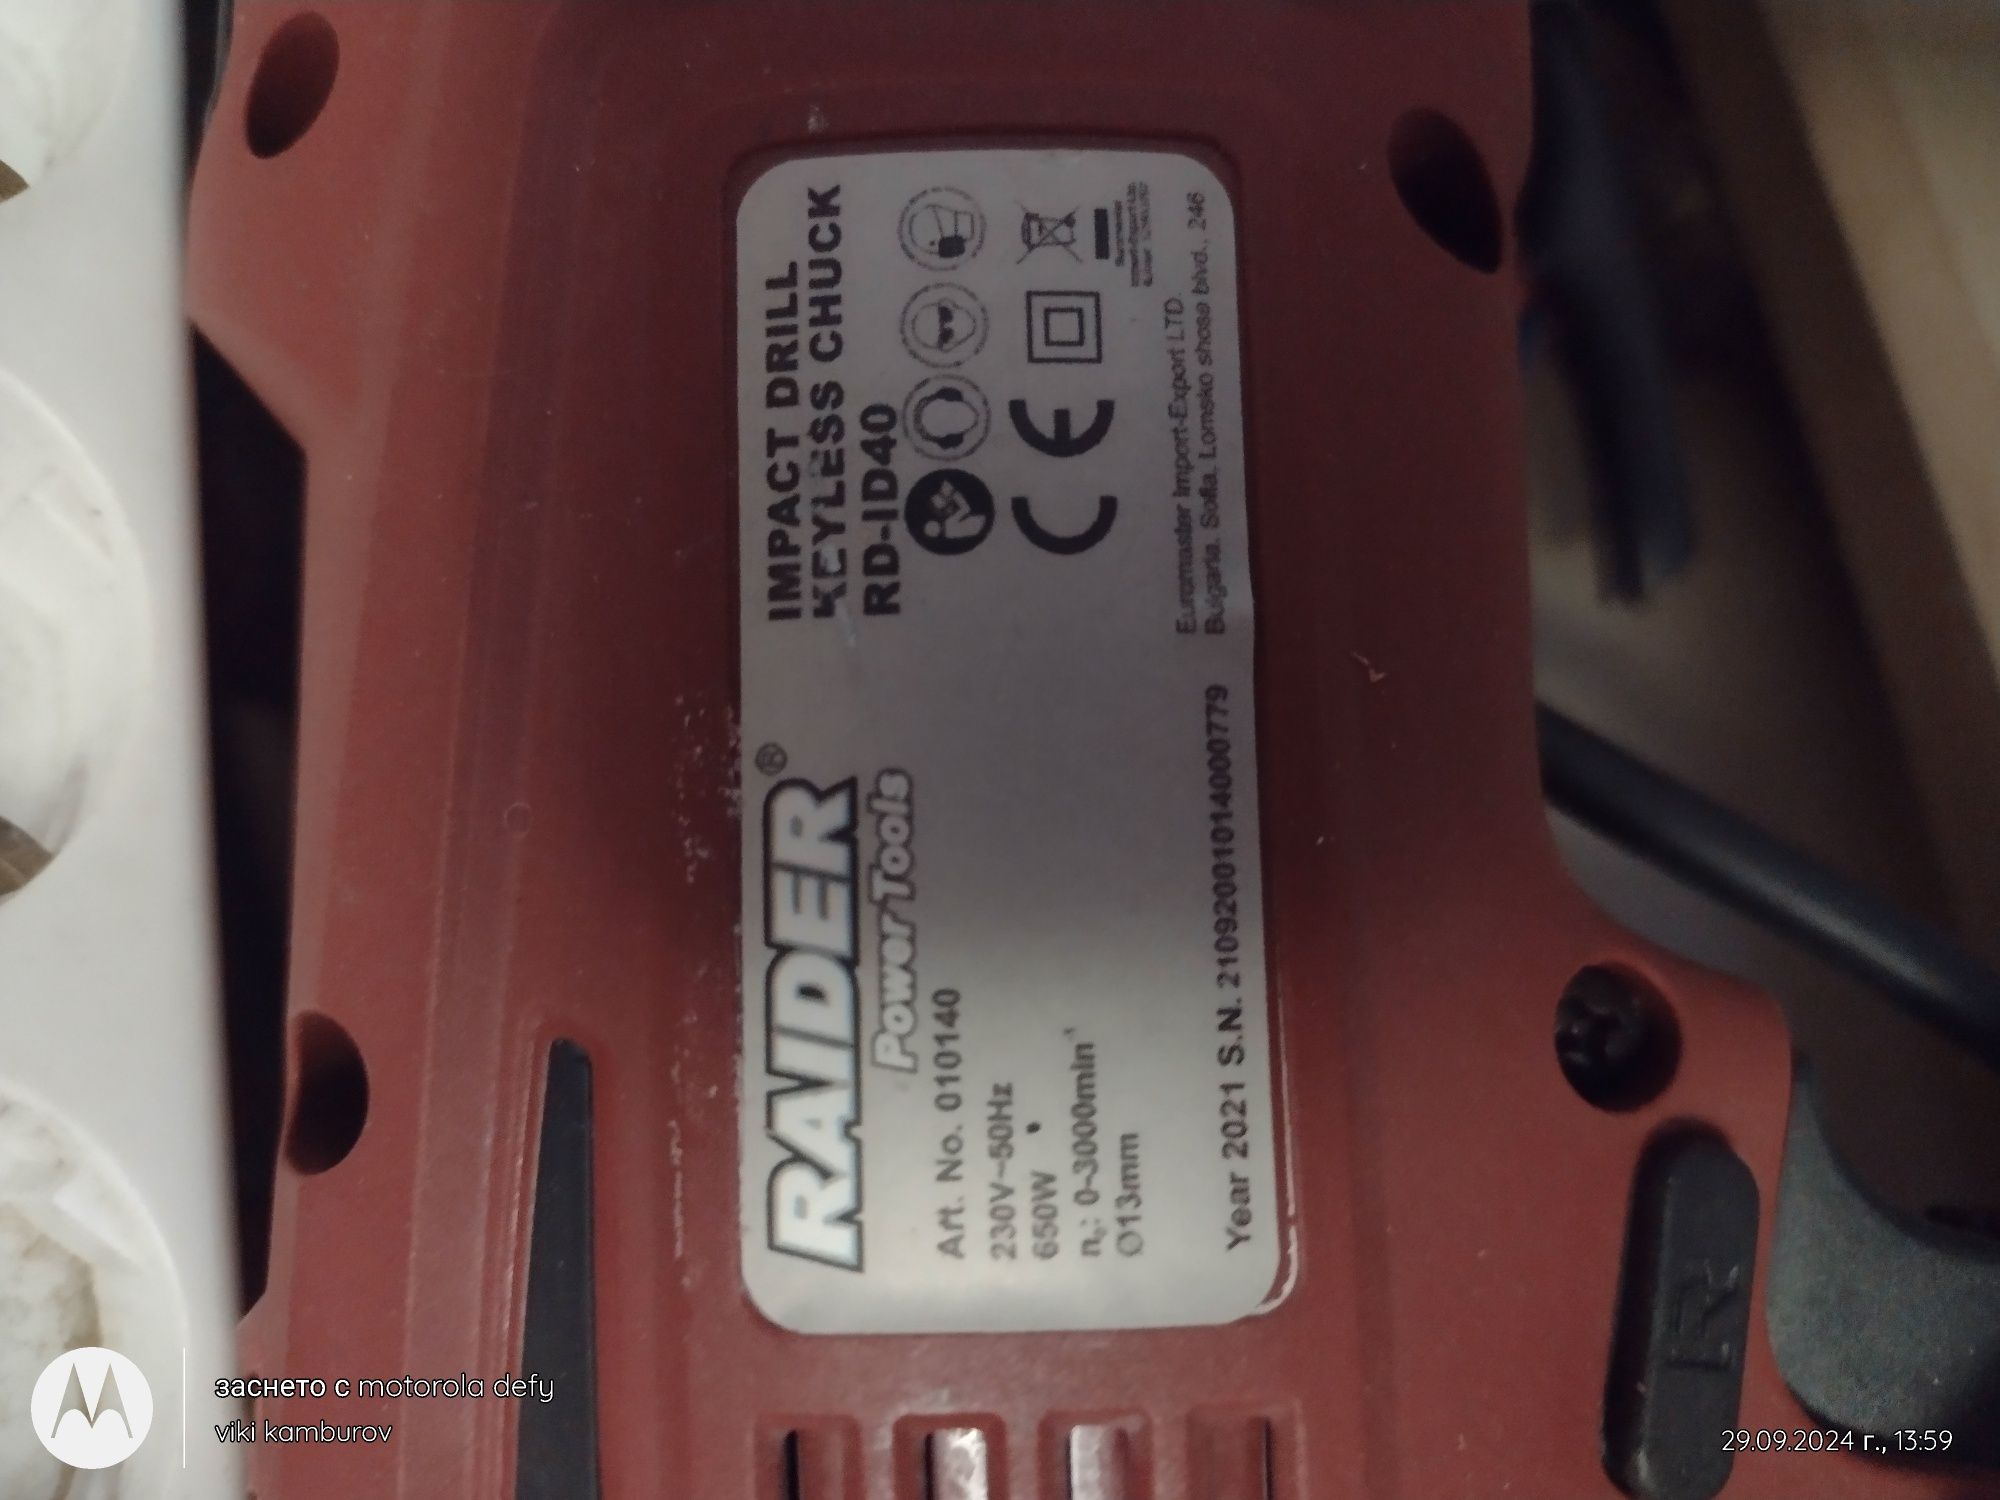 RAIDER®
Power Tools
Art. No. 010140
230V~50Hz
650W
n₀: 0-3000min⁻¹
Ø13mm
Year 2021 S.N. 21092001014000779
IMPACT DRILL
KEYLESS CHUCK
RD-ID40
CE
Euromaster Import-Export LTD.
Bulgaria, Sofia, Lomsko shose blvd., 246
L R
заснето с motorola defy
viki kamburov
29.09.2024 г., 13:59